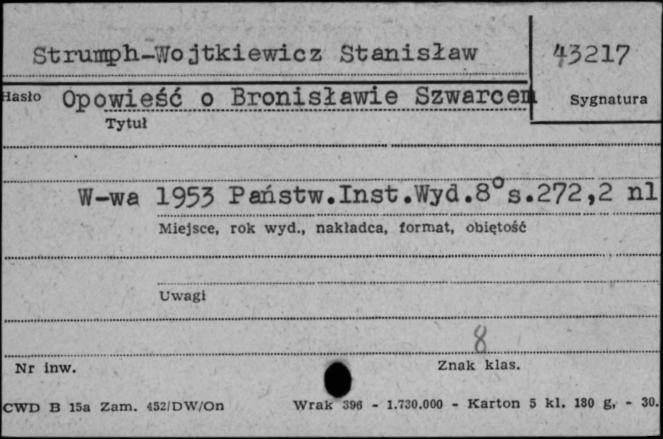 Strumph-Wojtkiewicz Stanisław
43217
Hasło Opowieść o Bronisławie Szwarcem
Sygnatura
Tytuł
W-wa 1953 Państw.Inst.Wyd.8°s.272,2 nl
Miejsce, rok wyd., nakładca, format, objętość
Uwagi
8
Nr inw.
Znak klas.
CWD B 15a Zam. 452/DW/On Wrak 396 - 1.730.000 - Karton 5 kl. 180 g, - 30.